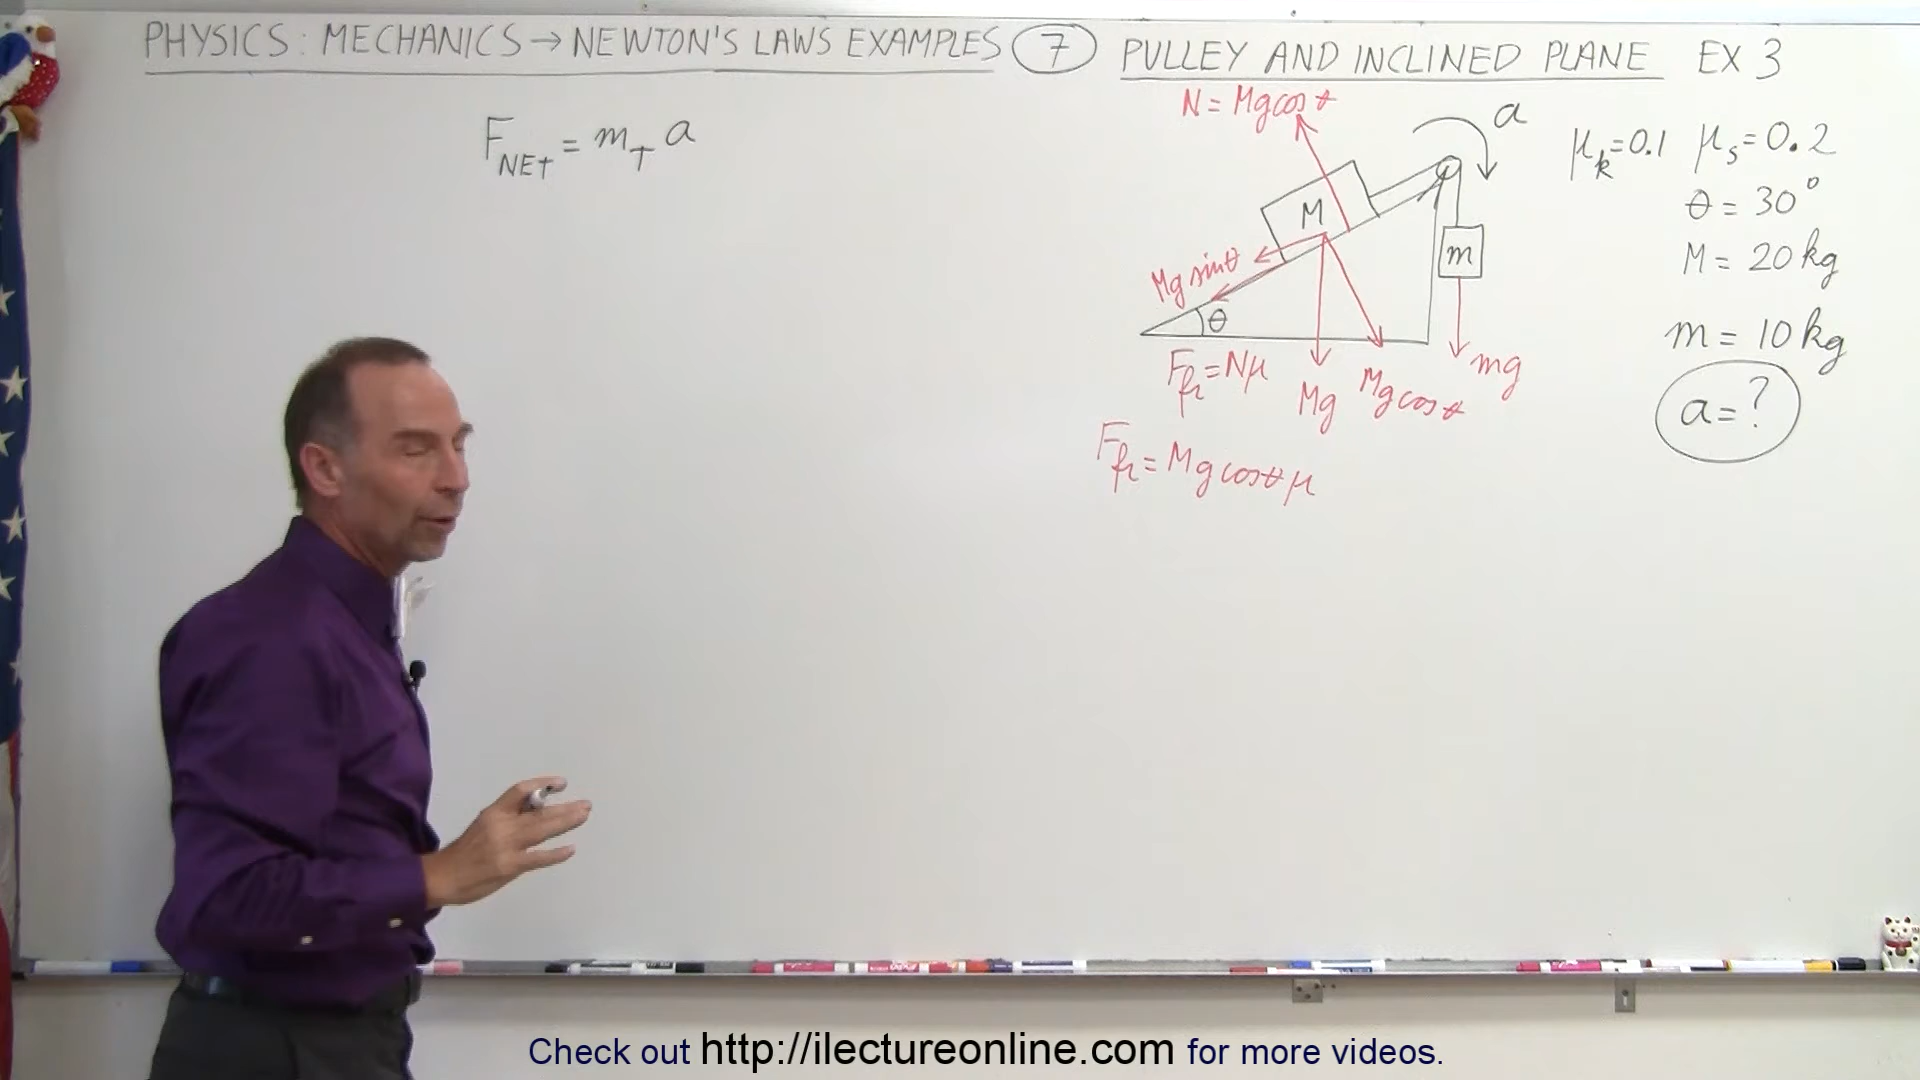 PHYSICS: MECHANICS → NEWTON'S LAWS EXAMPLES 7 PULLEY AND INCLINED PLANE EX 3
F_NET = m_T a
N = Mg cos θ
a
μ_k = 0.1 μ_s = 0.2
θ = 30°
M = 20 kg
m = 10 kg
a = ?
M
m
Mg sin θ
θ
F_fr = Nμ
Mg
Mg cos θ
mg
F_fr = Mg cos θ μ
Check out http://ilectureonline.com for more videos.